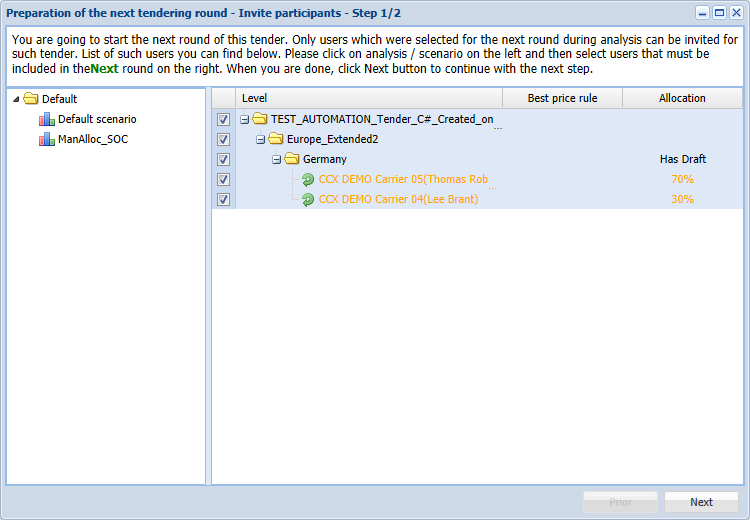 Preparation of the next tendering round - Invite participants - Step 1/2
You are going to start the next round of this tender. Only users which were selected for the next round during analysis can be invited for
such tender. List of such users you can find below. Please click on analysis / scenario on the left and then select users that must be
included in theNext round on the right. When you are done, click Next button to continue with the next step.
Default
Default scenario
ManAlloc_SOC
Level Best price rule Allocation
TEST_AUTOMATION_Tender_C#_Created_on...
Europe_Extended2
Germany Has Draft
CCX DEMO Carrier 05(Thomas Rob... 70%
CCX DEMO Carrier 04(Lee Brant) 30%
Prior Next